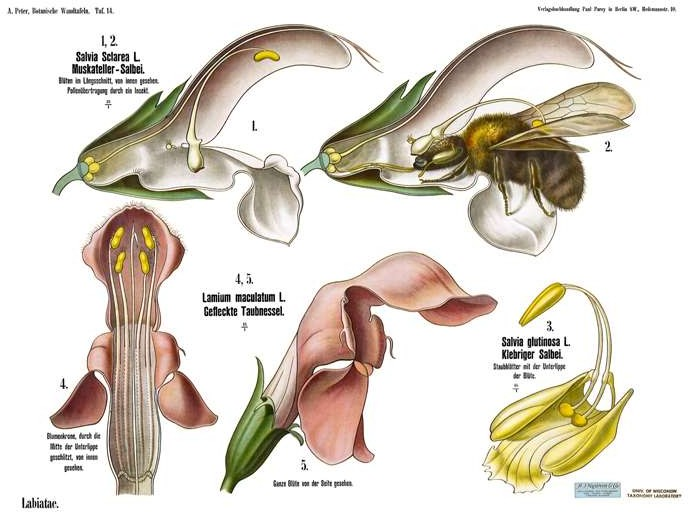 A. Peter, Botanische Wandtafeln. Taf. 14.
Verlagsbuchhandlung Paul Parey in Berlin SW., Hedemannstr. 10.
1, 2.
Salvia Sclarea L.
Muskateller-Salbei.
Blüten im Längsschnitt, von innen gesehen.
Pollenübertragung durch ein Insekt.
1.
2.
4, 5.
Lamium maculatum L.
Gefleckte Taubnessel.
3.
Salvia glutinosa L.
Klebriger Salbei.
Staubblätter mit der Unterlippe
der Blüte.
4.
Blumenkrone, durch die
Mitte der Unterlippe
geschlitzt, von innen
gesehen.
5.
Ganze Blüte von der Seite gesehen.
Labiatae.
UNIV. OF WISCONSIN
TAXONOMY LABORATORY